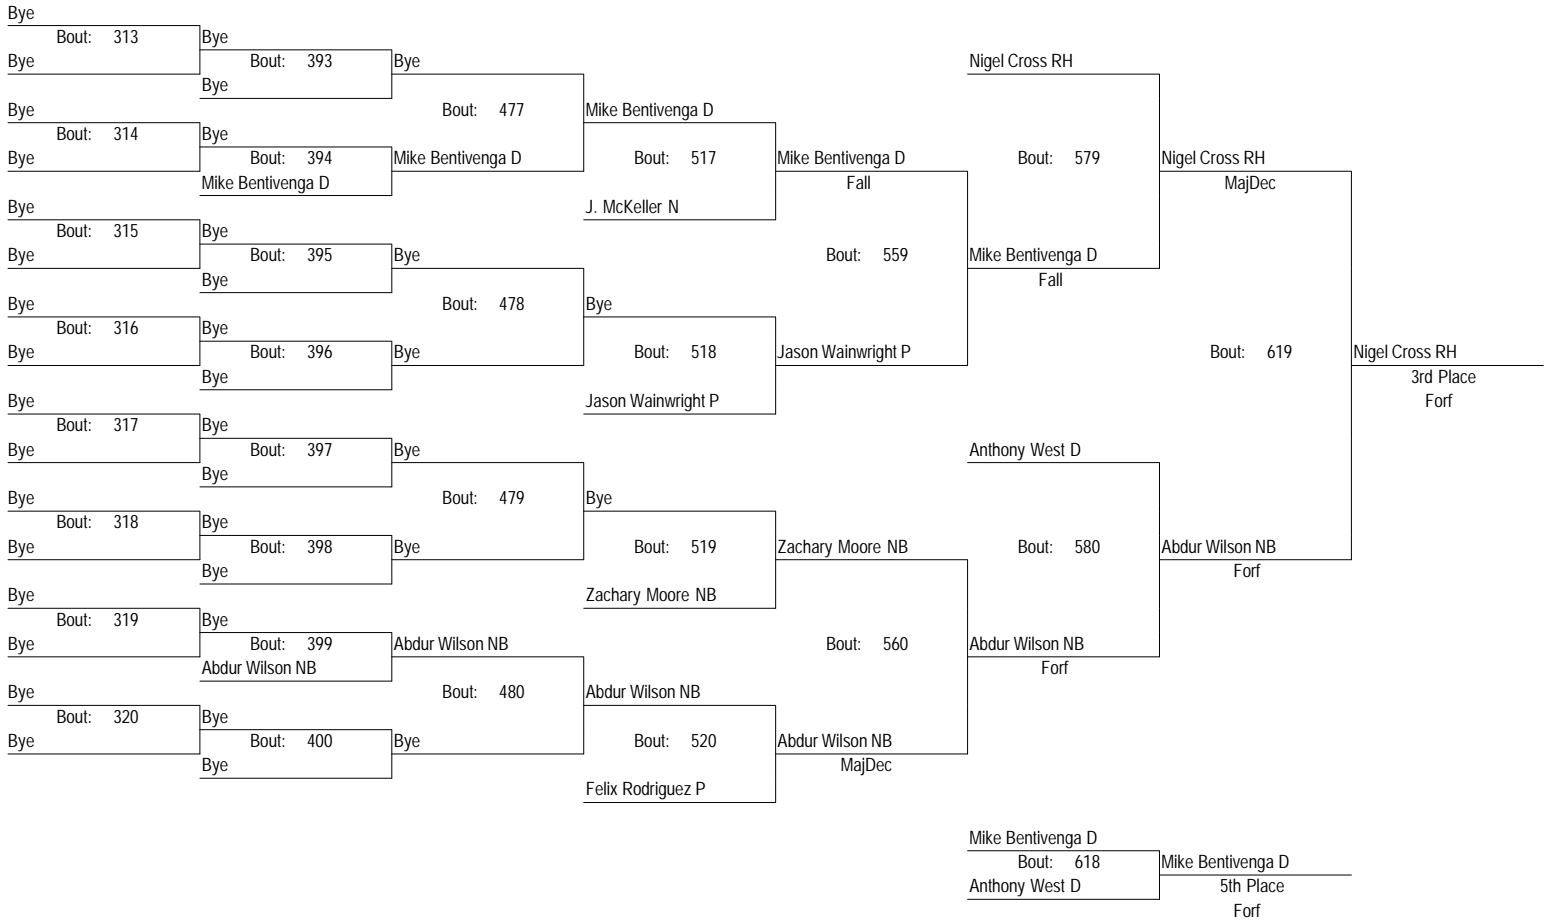 Bye
Bout: 313 Bye
Bye Bout: 393 Bye Nigel Cross RH
Bye
Bye Bout: 477 Mike Bentivenga D
Bout: 314 Bye
Bye Bout: 394 Mike Bentivenga D Bout: 517 Mike Bentivenga D Bout: 579 Nigel Cross RH
Mike Bentivenga D Fall MajDec
Bye J. McKeller N
Bout: 315 Bye
Bye Bout: 395 Bye Bout: 559 Mike Bentivenga D
Bye Fall
Bye Bout: 478 Bye
Bout: 316 Bye
Bye Bout: 396 Bye Bout: 518 Jason Wainwright P Bout: 619 Nigel Cross RH
Bye 3rd Place
Bye Jason Wainwright P Forf
Bout: 317 Bye
Bye Bout: 397 Bye Anthony West D
Bye
Bye Bout: 479 Bye
Bout: 318 Bye
Bye Bout: 398 Bye Bout: 519 Zachary Moore NB Bout: 580 Abdur Wilson NB
Bye Forf
Bye Zachary Moore NB
Bout: 319 Bye
Bye Bout: 399 Abdur Wilson NB Bout: 560 Abdur Wilson NB
Abdur Wilson NB Forf
Bye Bout: 480 Abdur Wilson NB
Bout: 320 Bye
Bye Bout: 400 Bye Bout: 520 Abdur Wilson NB
Bye MajDec
Felix Rodriguez P
Mike Bentivenga D
Bout: 618 Mike Bentivenga D
Anthony West D 5th Place
Forf